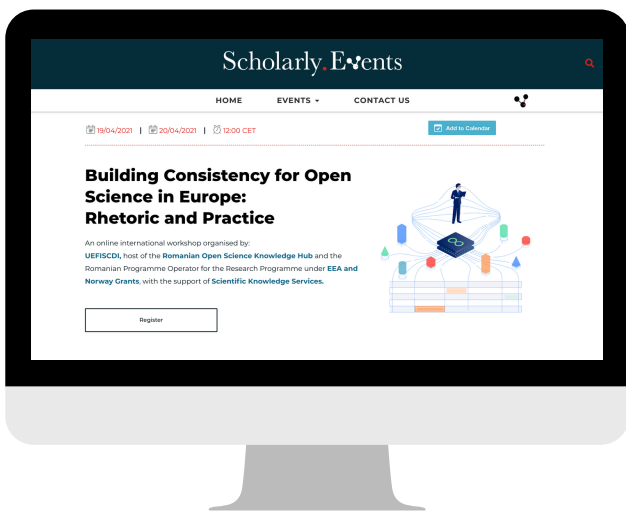 Scholarly.Events
HOME EVENTS CONTACT US
19/04/2021 | 20/04/2021 | 12:00 CET
Add to Calendar
Building Consistency for Open
Science in Europe:
Rhetoric and Practice
An online international workshop organised by:
UEFISCDI, host of the Romanian Open Science Knowledge Hub and the
Romanian Programme Operator for the Research Programme under EEA and
Norway Grants, with the support of Scientific Knowledge Services.
Register